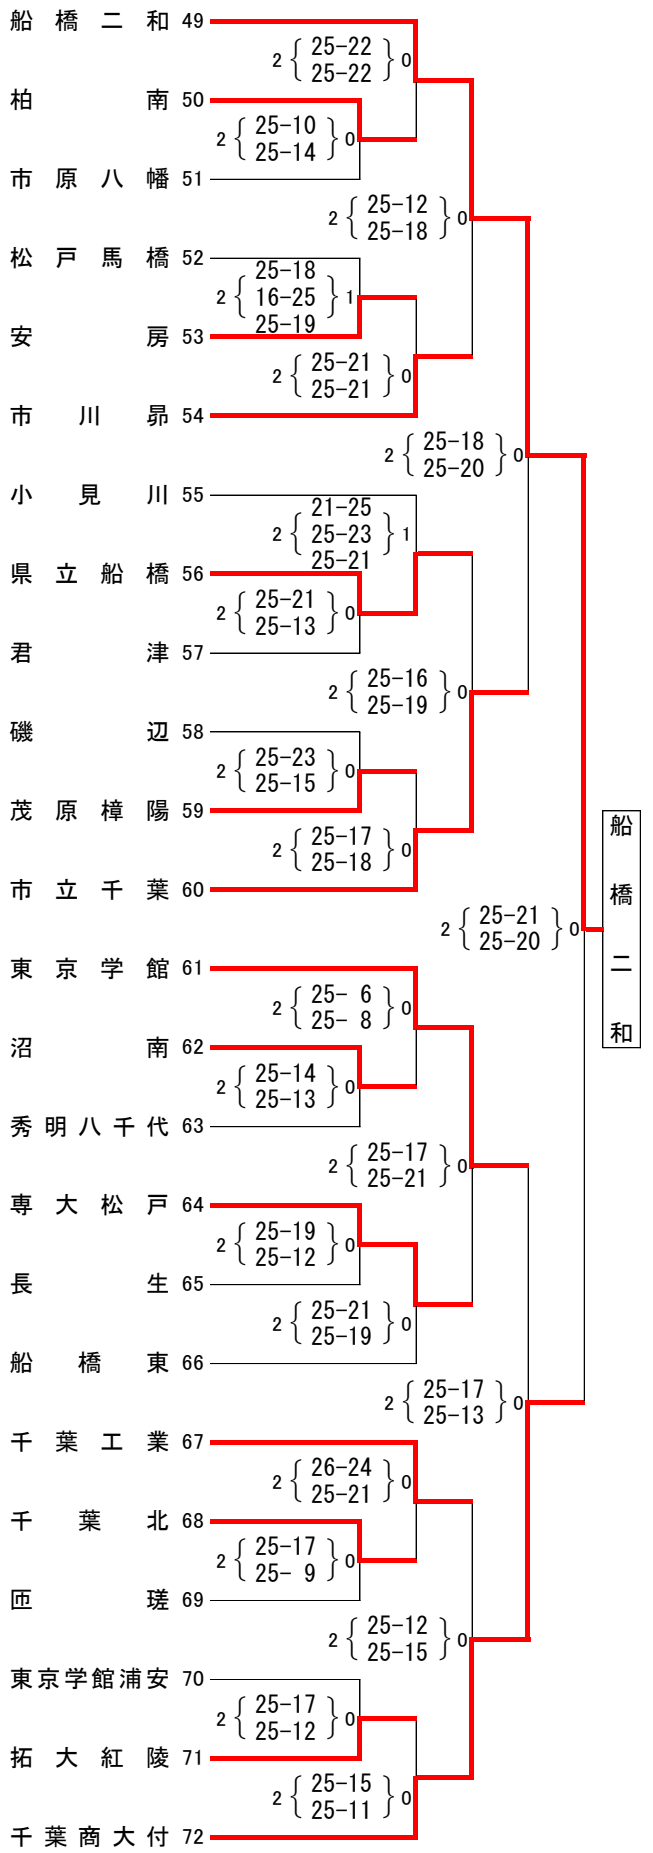 船橋二和 49
2 { 25-22 } 0
25-22
柏南 50
2 { 25-10 } 0
25-14
市原八幡 51
2 { 25-12 } 0
25-18
松戸馬橋 52
25-18
2 { 16-25 } 1
25-19
安房 53
2 { 25-21 } 0
25-21
市川昴 54
2 { 25-18 } 0
25-20
小見川 55
21-25
2 { 25-23 } 1
25-21
県立船橋 56
2 { 25-21 } 0
25-13
君津 57
2 { 25-16 } 0
25-19
磯辺 58
2 { 25-23 } 0
25-15
茂原樟陽 59
2 { 25-17 } 0
25-18
市立千葉 60
2 { 25-21 } 0
25-20
船橋二和
東京学館 61
2 { 25- 6 } 0
25- 8
沼南 62
2 { 25-14 } 0
25-13
秀明八千代 63
2 { 25-17 } 0
25-21
専大松戸 64
2 { 25-19 } 0
25-12
長生 65
2 { 25-21 } 0
25-19
船橋東 66
2 { 25-17 } 0
25-13
千葉工業 67
2 { 26-24 } 0
25-21
千葉北 68
2 { 25-17 } 0
25- 9
匝瑳 69
2 { 25-12 } 0
25-15
東京学館浦安 70
2 { 25-17 } 0
25-12
拓大紅陵 71
2 { 25-15 } 0
25-11
千葉商大付 72